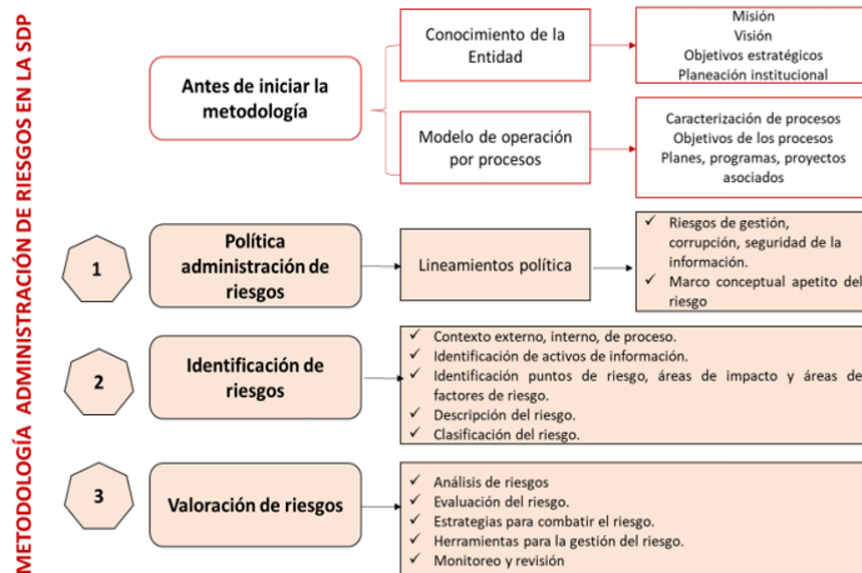 METODOLOGÍA ADMINISTRACIÓN DE RIESGOS EN LA SDP
Antes de iniciar la
metodología
Conocimiento de la
Entidad
Misión
Visión
Objetivos estratégicos
Planeación institucional
Modelo de operación
por procesos
Caracterización de procesos
Objetivos de los procesos
Planes, programas, proyectos
asociados
1
Política
administración de
riesgos
Lineamientos política
✓ Riesgos de gestión,
corrupción, seguridad de la
información.
✓ Marco conceptual apetito del
riesgo
2
Identificación de
riesgos
✓ Contexto externo, interno, de proceso.
✓ Identificación de activos de información.
✓ Identificación puntos de riesgo, áreas de impacto y áreas de
factores de riesgo.
✓ Descripción del riesgo.
✓ Clasificación del riesgo.
3
Valoración de riesgos
✓ Análisis de riesgos
✓ Evaluación del riesgo.
✓ Estrategias para combatir el riesgo.
✓ Herramientas para la gestión del riesgo.
✓ Monitoreo y revisión